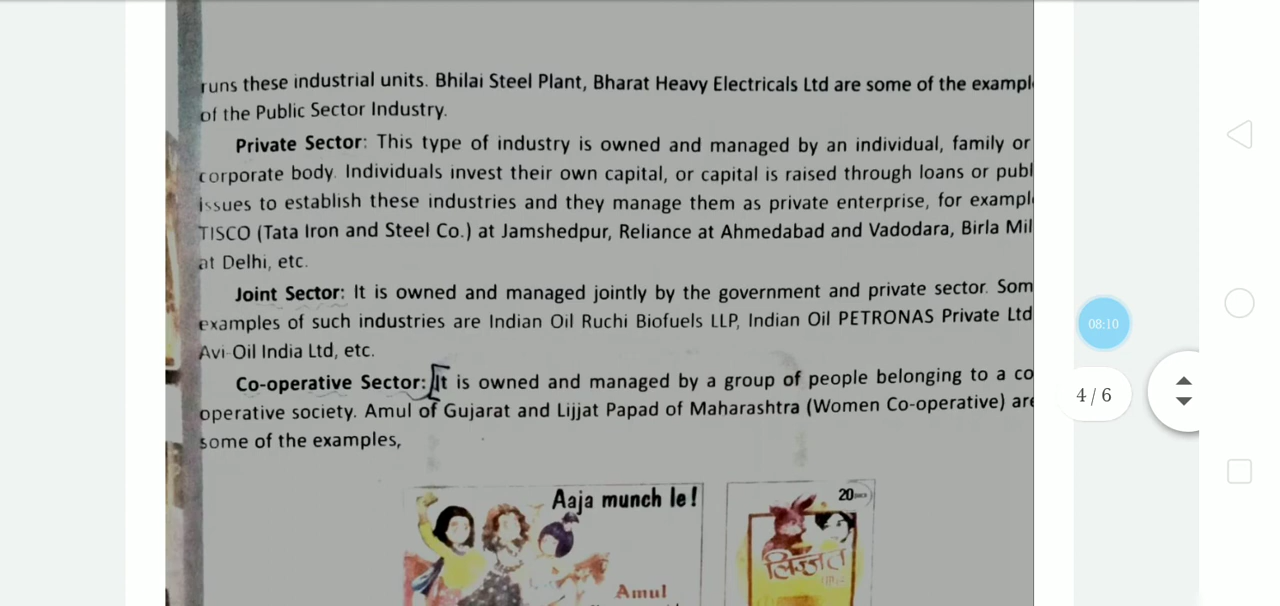 runs these industrial units. Bhilai Steel Plant, Bharat Heavy Electricals Ltd are some of the exampl
of the Public Sector Industry.
Private Sector: This type of industry is owned and managed by an individual, family or
corporate body. Individuals invest their own capital, or capital is raised through loans or publ
issues to establish these industries and they manage them as private enterprise, for exampl
TISCO (Tata Iron and Steel Co.) at Jamshedpur, Reliance at Ahmedabad and Vadodara, Birla Mil
at Delhi, etc.
Joint Sector: It is owned and managed jointly by the government and private sector. Som
examples of such industries are Indian Oil Ruchi Biofuels LLP, Indian Oil PETRONAS Private Ltd
Avi-Oil India Ltd, etc.
08:10
Co-operative Sector: It is owned and managed by a group of people belonging to a co
operative society. Amul of Gujarat and Lijjat Papad of Maharashtra (Women Co-operative) are
some of the examples,
4 / 6
Aaja munch le!
20
लिज्जत
Amul